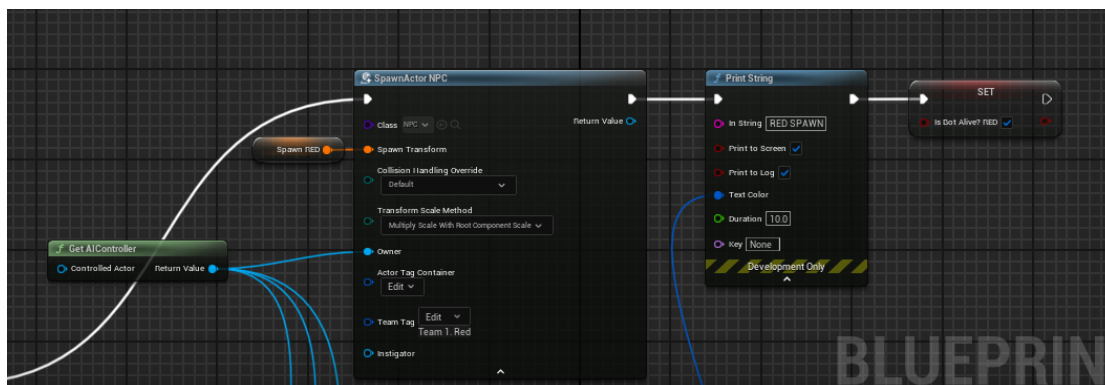 SpawnActor NPC
Class NPC
Return Value
Spawn RED
Spawn Transform
Collision Handling Override
Default
Transform Scale Method
Multiply Scale With Root Component Scale
Owner
Actor Tag Container
Edit
Team Tag Edit
Team 1. Red
Instigator
Get AIController
Controlled Actor Return Value
Print String
In String RED SPAWN
Print to Screen
Print to Log
Text Color
Duration 10.0
Key None
Development Only
SET
Is Bot Alive? RED
BLUEPRIN